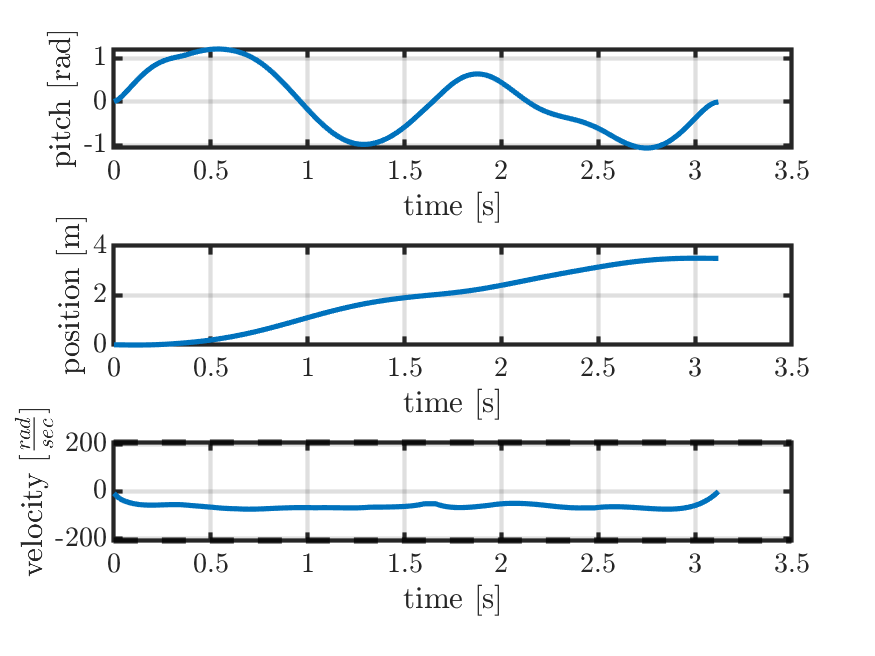 pitch [rad]
1
0
-1
0 0.5 1 1.5 2 2.5 3 3.5
time [s]
position [m]
4
2
0
0 0.5 1 1.5 2 2.5 3 3.5
time [s]
velocity [rad/sec]
200
0
-200
0 0.5 1 1.5 2 2.5 3 3.5
time [s]